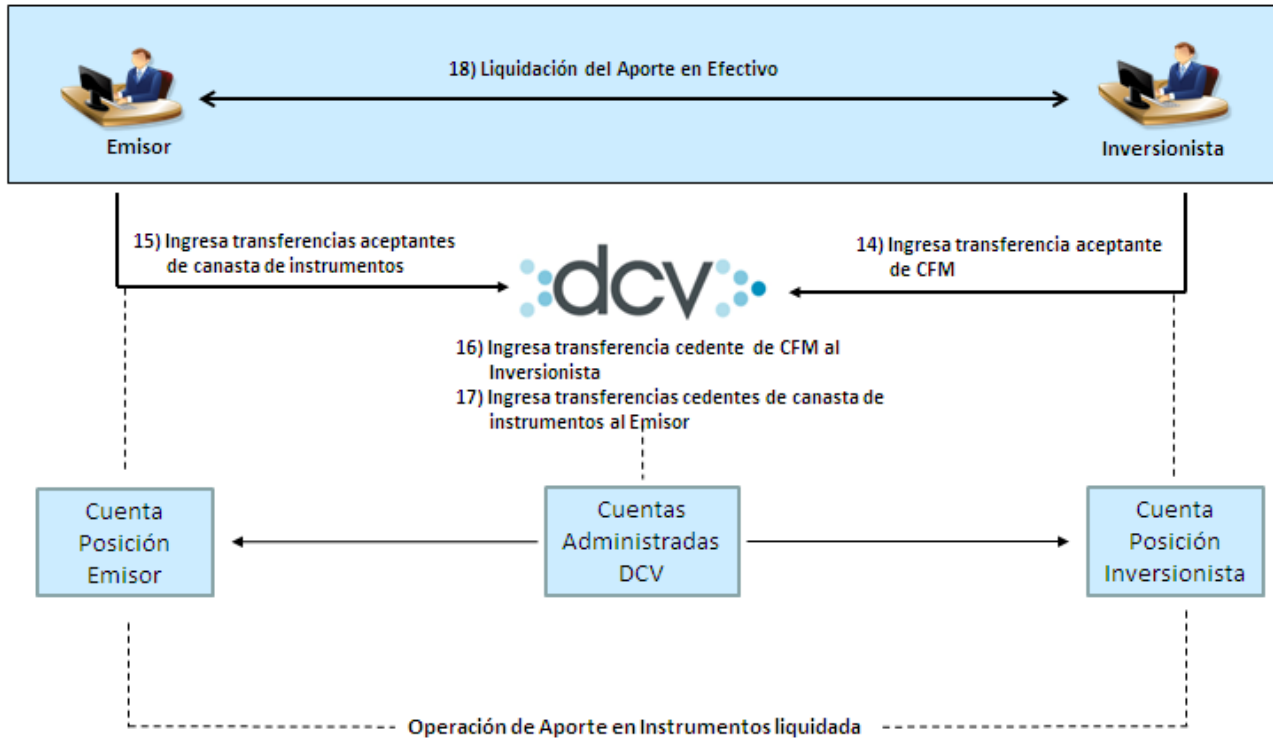 18) Liquidación del Aporte en Efectivo
Emisor
Inversionista
15) Ingresa transferencias aceptantes
de canasta de instrumentos
14) Ingresa transferencia aceptante
de CFM
dcv
16) Ingresa transferencia cedente de CFM al
Inversionista
17) Ingresa transferencias cedentes de canasta de
instrumentos al Emisor
Cuenta
Posición
Emisor
Cuentas
Administradas
DCV
Cuenta
Posición
Inversionista
Operación de Aporte en Instrumentos liquidada